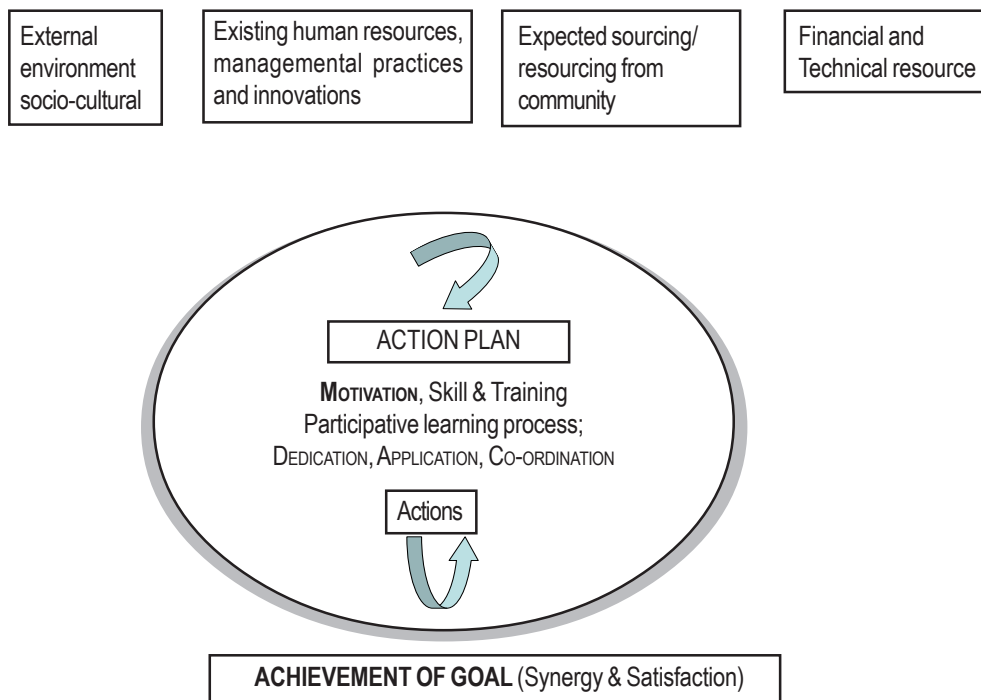 External
environment
socio-cultural
Existing human resources,
managemental practices
and innovations
Expected sourcing/
resourcing from
community
Financial and
Technical resource
ACTION PLAN
MOTIVATION, Skill & Training
Participative learning process;
DEDICATION, APPLICATION, CO-ORDINATION
Actions
ACHIEVEMENT OF GOAL (Synergy & Satisfaction)